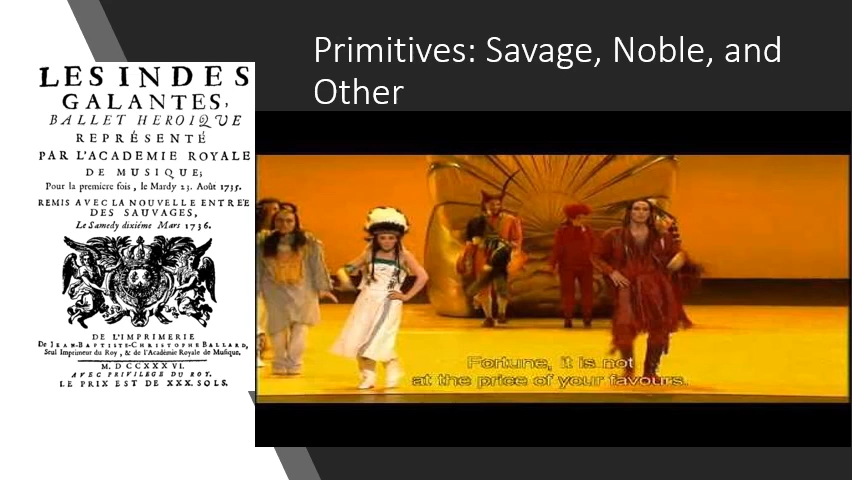 Primitives: Savage, Noble, and
Other
LES INDES
GALANTES,
BALLET HEROIQUE
REPRÉSENTÉ
PAR L'ACADEMIE ROYALE
DE MUSIQUE;
Pour la premiere fois, le Mardy 23. Août 1735.
REMIS AVEC LA NOUVELLE ENTRÉE
DES SAUVAGES,
Le Samedy dixiéme Mars 1736.
DE L'IMPRIMERIE
De JEAN-BAPTISTE-CHRISTOPHE BALLARD,
Seul Imprimeur du Roy, & de l'Académie Royale de Musique.
M. DCCXXXVI.
AVEC PRIVILEGE DU ROY.
LE PRIX EST DE XXX. SOLS.
Fortune, it is not
at the price of your favours.